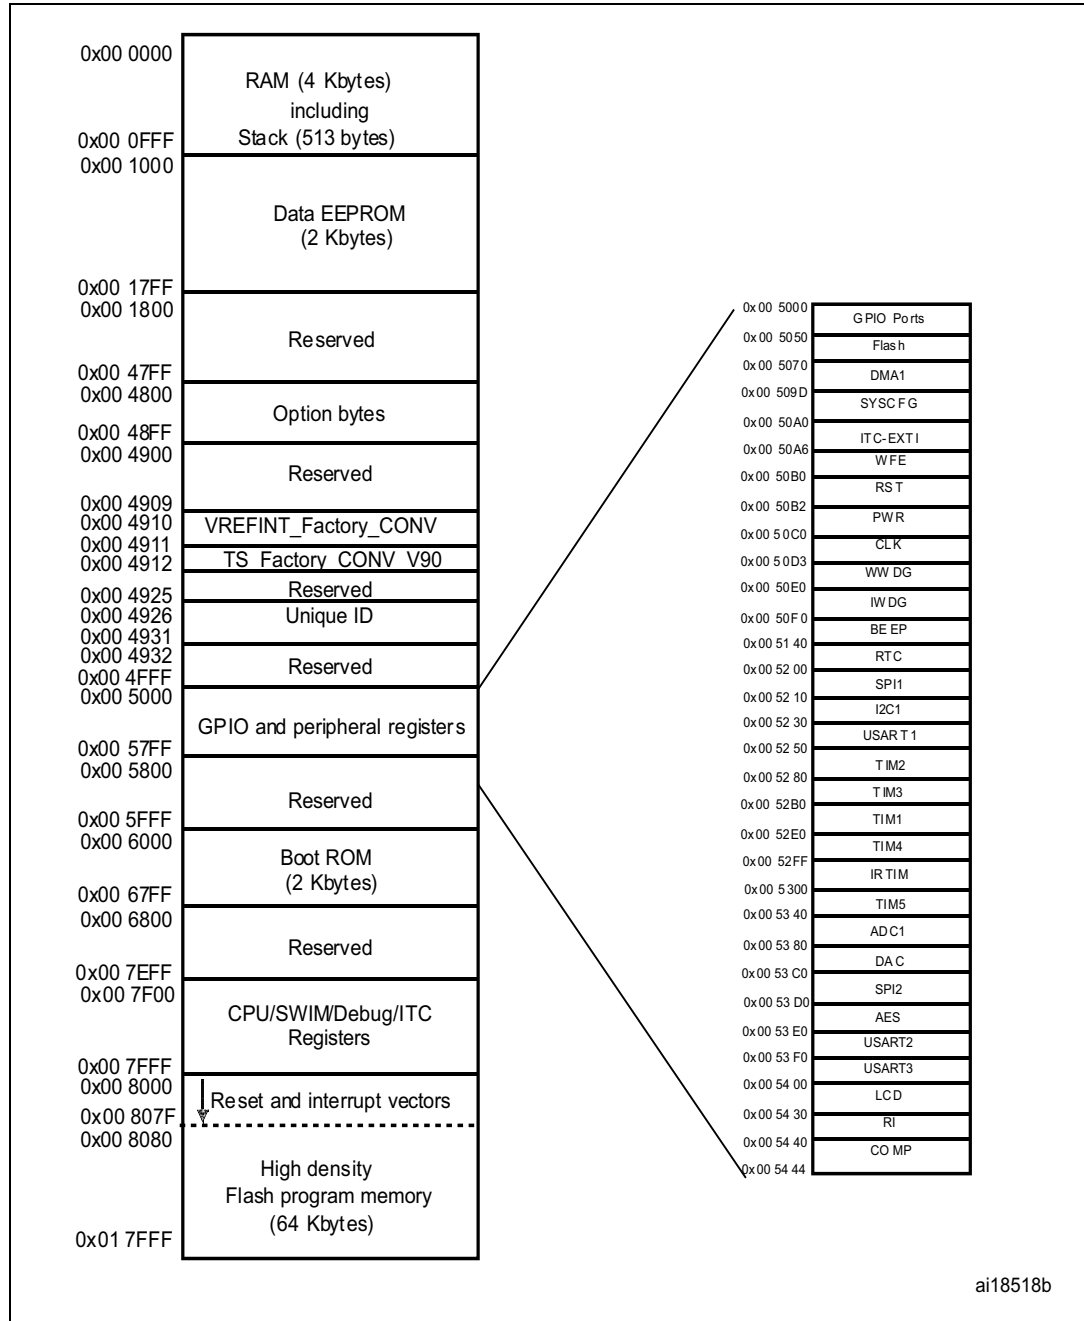 0x00 0000
RAM (4 Kbytes)
including
Stack (513 bytes)
0x00 0FFF
0x00 1000
Data EEPROM
(2 Kbytes)
0x00 17FF
0x00 1800
Reserved
0x00 47FF
0x00 4800
Option bytes
0x00 48FF
0x00 4900
Reserved
0x00 4909
0x00 4910
VREFINT_Factory_CONV
0x00 4911
0x00 4912
TS_Factory_CONV_V90
Reserved
0x00 4925
0x00 4926
Unique ID
0x00 4931
0x00 4932
Reserved
0x00 4FFF
0x00 5000
GPIO and peripheral registers
0x00 57FF
0x00 5800
Reserved
0x00 5FFF
0x00 6000
Boot ROM
(2 Kbytes)
0x00 67FF
0x00 6800
Reserved
0x00 7EFF
0x00 7F00
CPU/SWIM/Debug/ITC
Registers
0x00 7FFF
0x00 8000
Reset and interrupt vectors
0x00 807F
0x00 8080
High density
Flash program memory
(64 Kbytes)
0x01 7FFF
0x00 5000
GPIO Ports
0x00 5050
Flash
0x00 5070
DMA1
0x00 509D
SYSCFG
0x00 50A0
ITC-EXTI
0x00 50A6
WFE
0x00 50B0
RST
0x00 50B2
PWR
0x00 50C0
CLK
0x00 50D3
WWDG
0x00 50E0
IWDG
0x00 50F0
BEEP
0x00 5140
RTC
0x00 5200
SPI1
0x00 5210
I2C1
0x00 5230
USART1
0x00 5250
TIM2
0x00 5280
TIM3
0x00 52B0
TIM1
0x00 52E0
TIM4
0x00 52FF
IRTIM
0x00 5300
TIM5
0x00 5340
ADC1
0x00 5380
DAC
0x00 53C0
SPI2
0x00 53D0
AES
0x00 53E0
USART2
0x00 53F0
USART3
0x00 5400
LCD
0x00 5430
RI
0x00 5440
COMP
0x00 5444
ai18518b